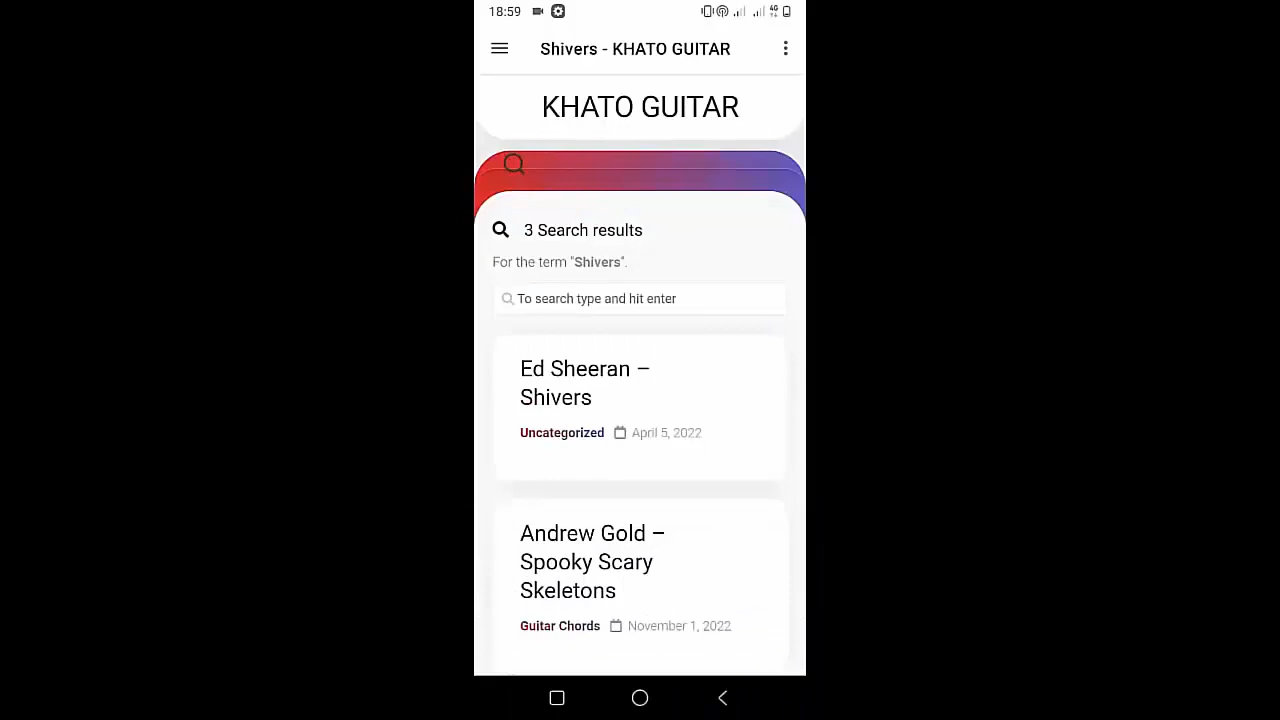 18:59
4G
Shivers - KHATO GUITAR
KHATO GUITAR
3 Search results
For the term "Shivers".
To search type and hit enter
Ed Sheeran –
Shivers
Uncategorized April 5, 2022
Andrew Gold –
Spooky Scary
Skeletons
Guitar Chords November 1, 2022